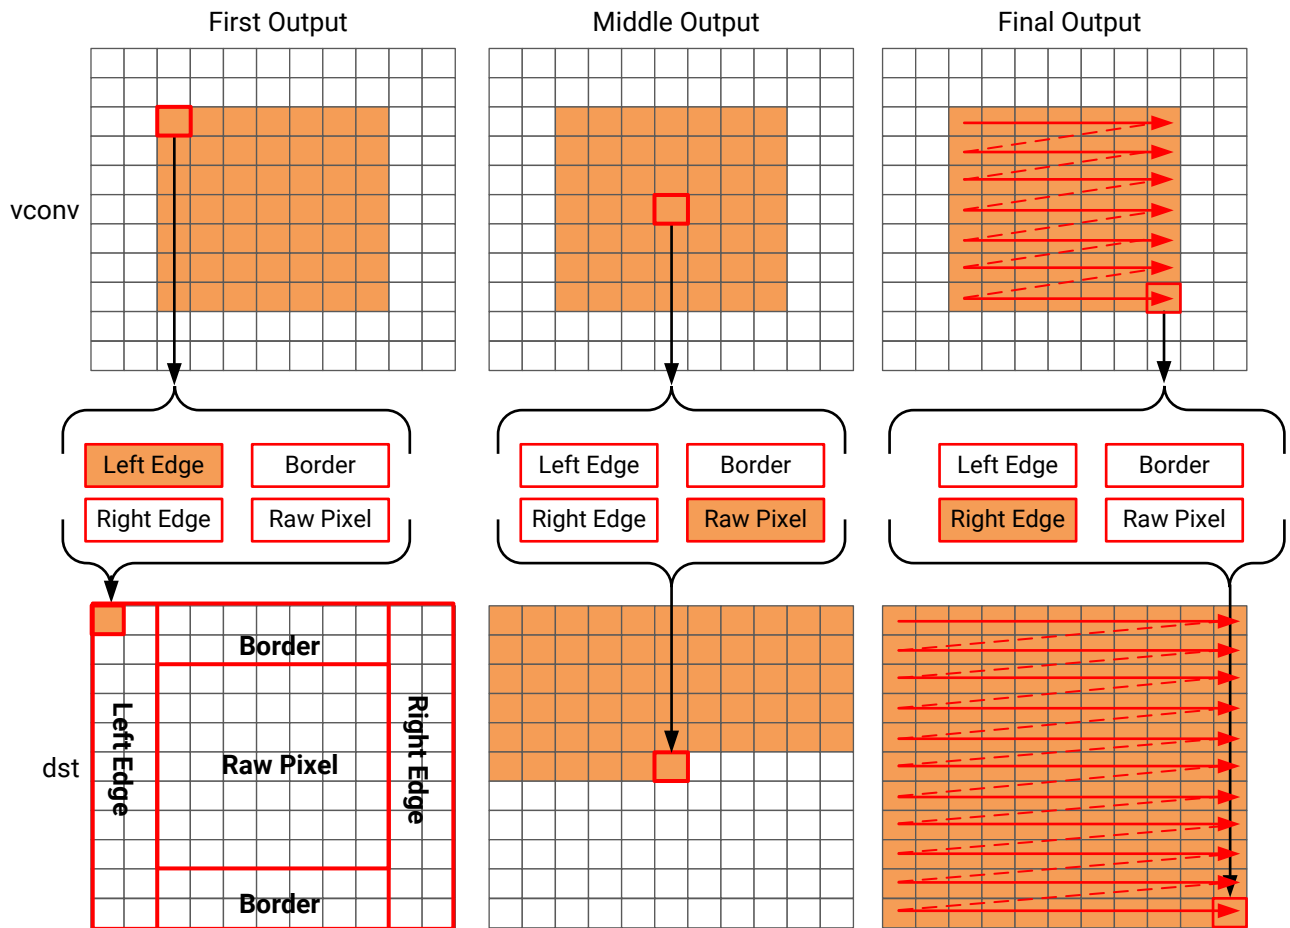 First Output
Middle Output
Final Output
vconv
Left Edge
Border
Right Edge
Raw Pixel
Left Edge
Border
Right Edge
Raw Pixel
Left Edge
Border
Right Edge
Raw Pixel
dst
Border
Left Edge
Raw Pixel
Right Edge
Border